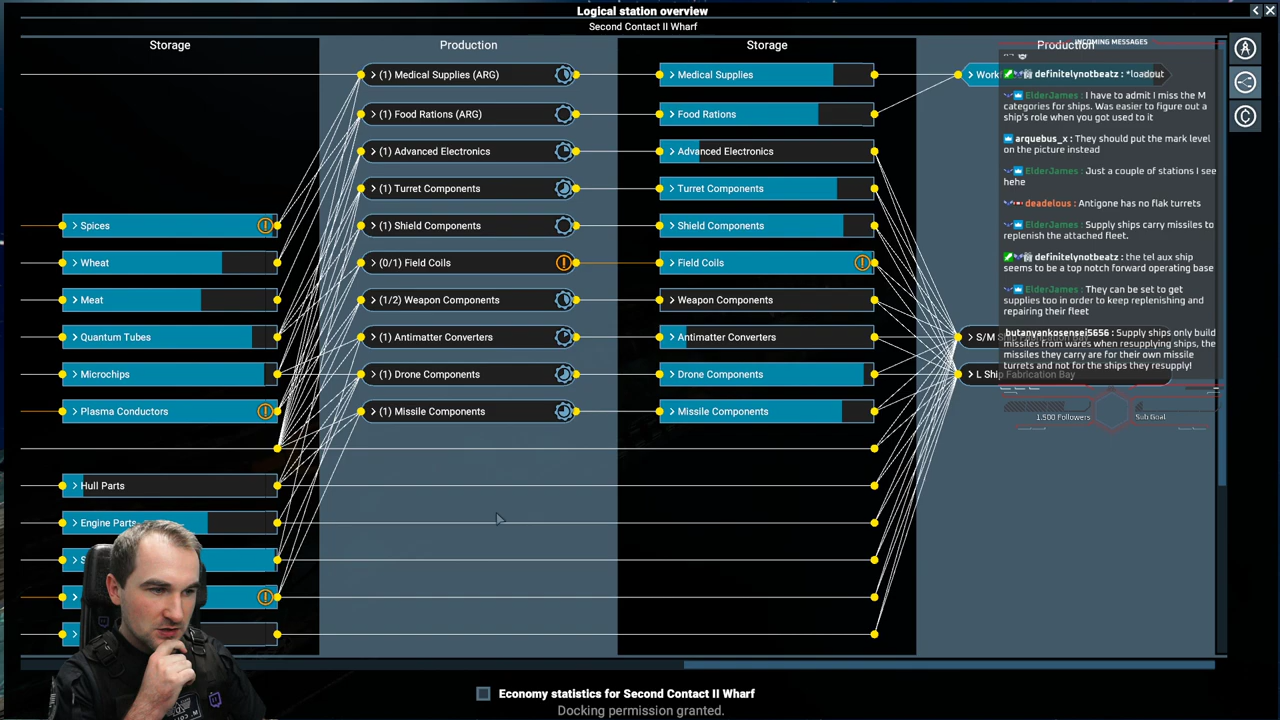 Logical station overview
Second Contact II Wharf
Storage
Production
Storage
Production
Spices
Wheat
Meat
Quantum Tubes
Microchips
Plasma Conductors
Hull Parts
Engine Parts
(1) Medical Supplies (ARG)
(1) Food Rations (ARG)
(1) Advanced Electronics
(1) Turret Components
(1) Shield Components
(0/1) Field Coils
(1/2) Weapon Components
(1) Antimatter Converters
(1) Drone Components
(1) Missile Components
Medical Supplies
Food Rations
Advanced Electronics
Turret Components
Shield Components
Field Coils
Weapon Components
Antimatter Converters
Drone Components
Missile Components
Work
S/M Ship Fabrication Bay
L Ship Fabrication Bay
INCOMING MESSAGES
definitelynotbeatz : *loadout
ElderJames : I have to admit I miss the M
categories for ships. Was easier to figure out a
ship's role when you got used to it
arquebus_x : They should put the mark level
on the picture instead
ElderJames : Just a couple of stations I see
hehe
deadelous : Antigone has no flak turrets
ElderJames : Supply ships carry missiles to
replenish the attached fleet.
definitelynotbeatz : the tel aux ship
seems to be a top notch forward operating base
ElderJames : They can be set to get
supplies too in order to keep replenishing and
repairing their fleet
butanyankosensei5656 : Supply ships only build
missiles from wares when resupplying ships, the
missiles they carry are for their own missile
turrets and not for the ships they resupply!
1,500 Followers
Sub Goal
Economy statistics for Second Contact II Wharf
Docking permission granted.